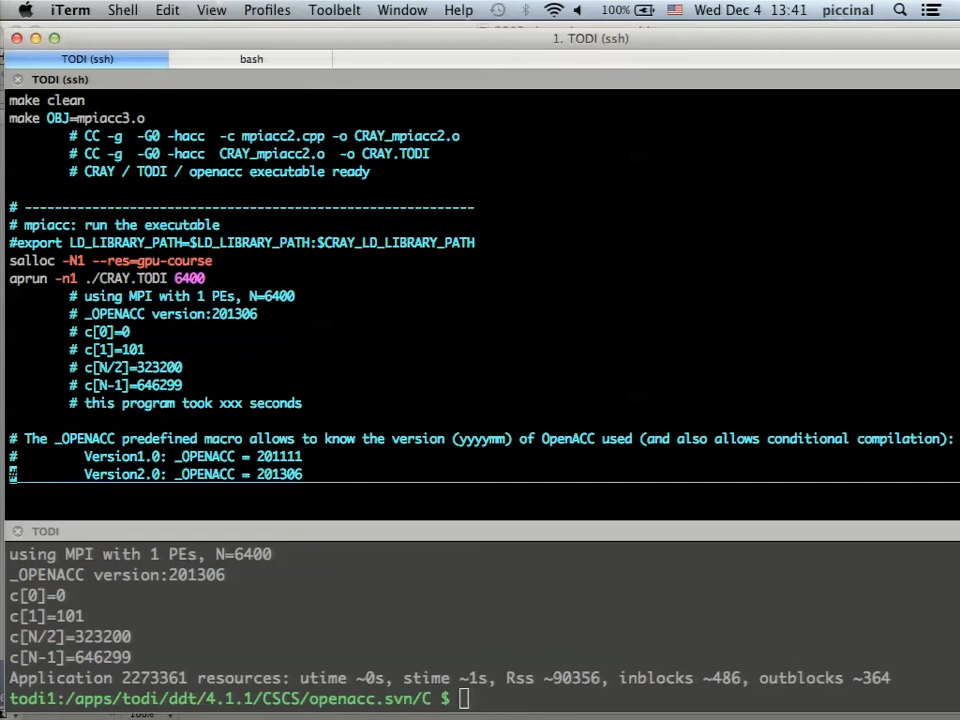 iTerm Shell Edit View Profiles Toolbelt Window Help 100% Wed Dec 4 13:41 piccinal
1. TODI (ssh)
TODI (ssh) bash
TODI (ssh)
make clean
make OBJ=mpiacc3.o
# CC -g -G0 -hacc -c mpiacc2.cpp -o CRAY_mpiacc2.o
# CC -g -G0 -hacc CRAY_mpiacc2.o -o CRAY.TODI
# CRAY / TODI / openacc executable ready
# ------------------------------------------------------------
# mpiacc: run the executable
#export LD_LIBRARY_PATH=$LD_LIBRARY_PATH:$CRAY_LD_LIBRARY_PATH
salloc -N1 --res=gpu-course
aprun -n1 ./CRAY.TODI 6400
# using MPI with 1 PEs, N=6400
# _OPENACC version:201306
# c[0]=0
# c[1]=101
# c[N/2]=323200
# c[N-1]=646299
# this program took xxx seconds
# The _OPENACC predefined macro allows to know the version (yyyymm) of OpenACC used (and also allows conditional compilation):
# Version1.0: _OPENACC = 201111
# Version2.0: _OPENACC = 201306
TODI
using MPI with 1 PEs, N=6400
_OPENACC version:201306
c[0]=0
c[1]=101
c[N/2]=323200
c[N-1]=646299
Application 2273361 resources: utime ~0s, stime ~1s, Rss ~90356, inblocks ~486, outblocks ~364
todi1:/apps/todi/ddt/4.1.1/CSCS/openacc.svn/C $
100%